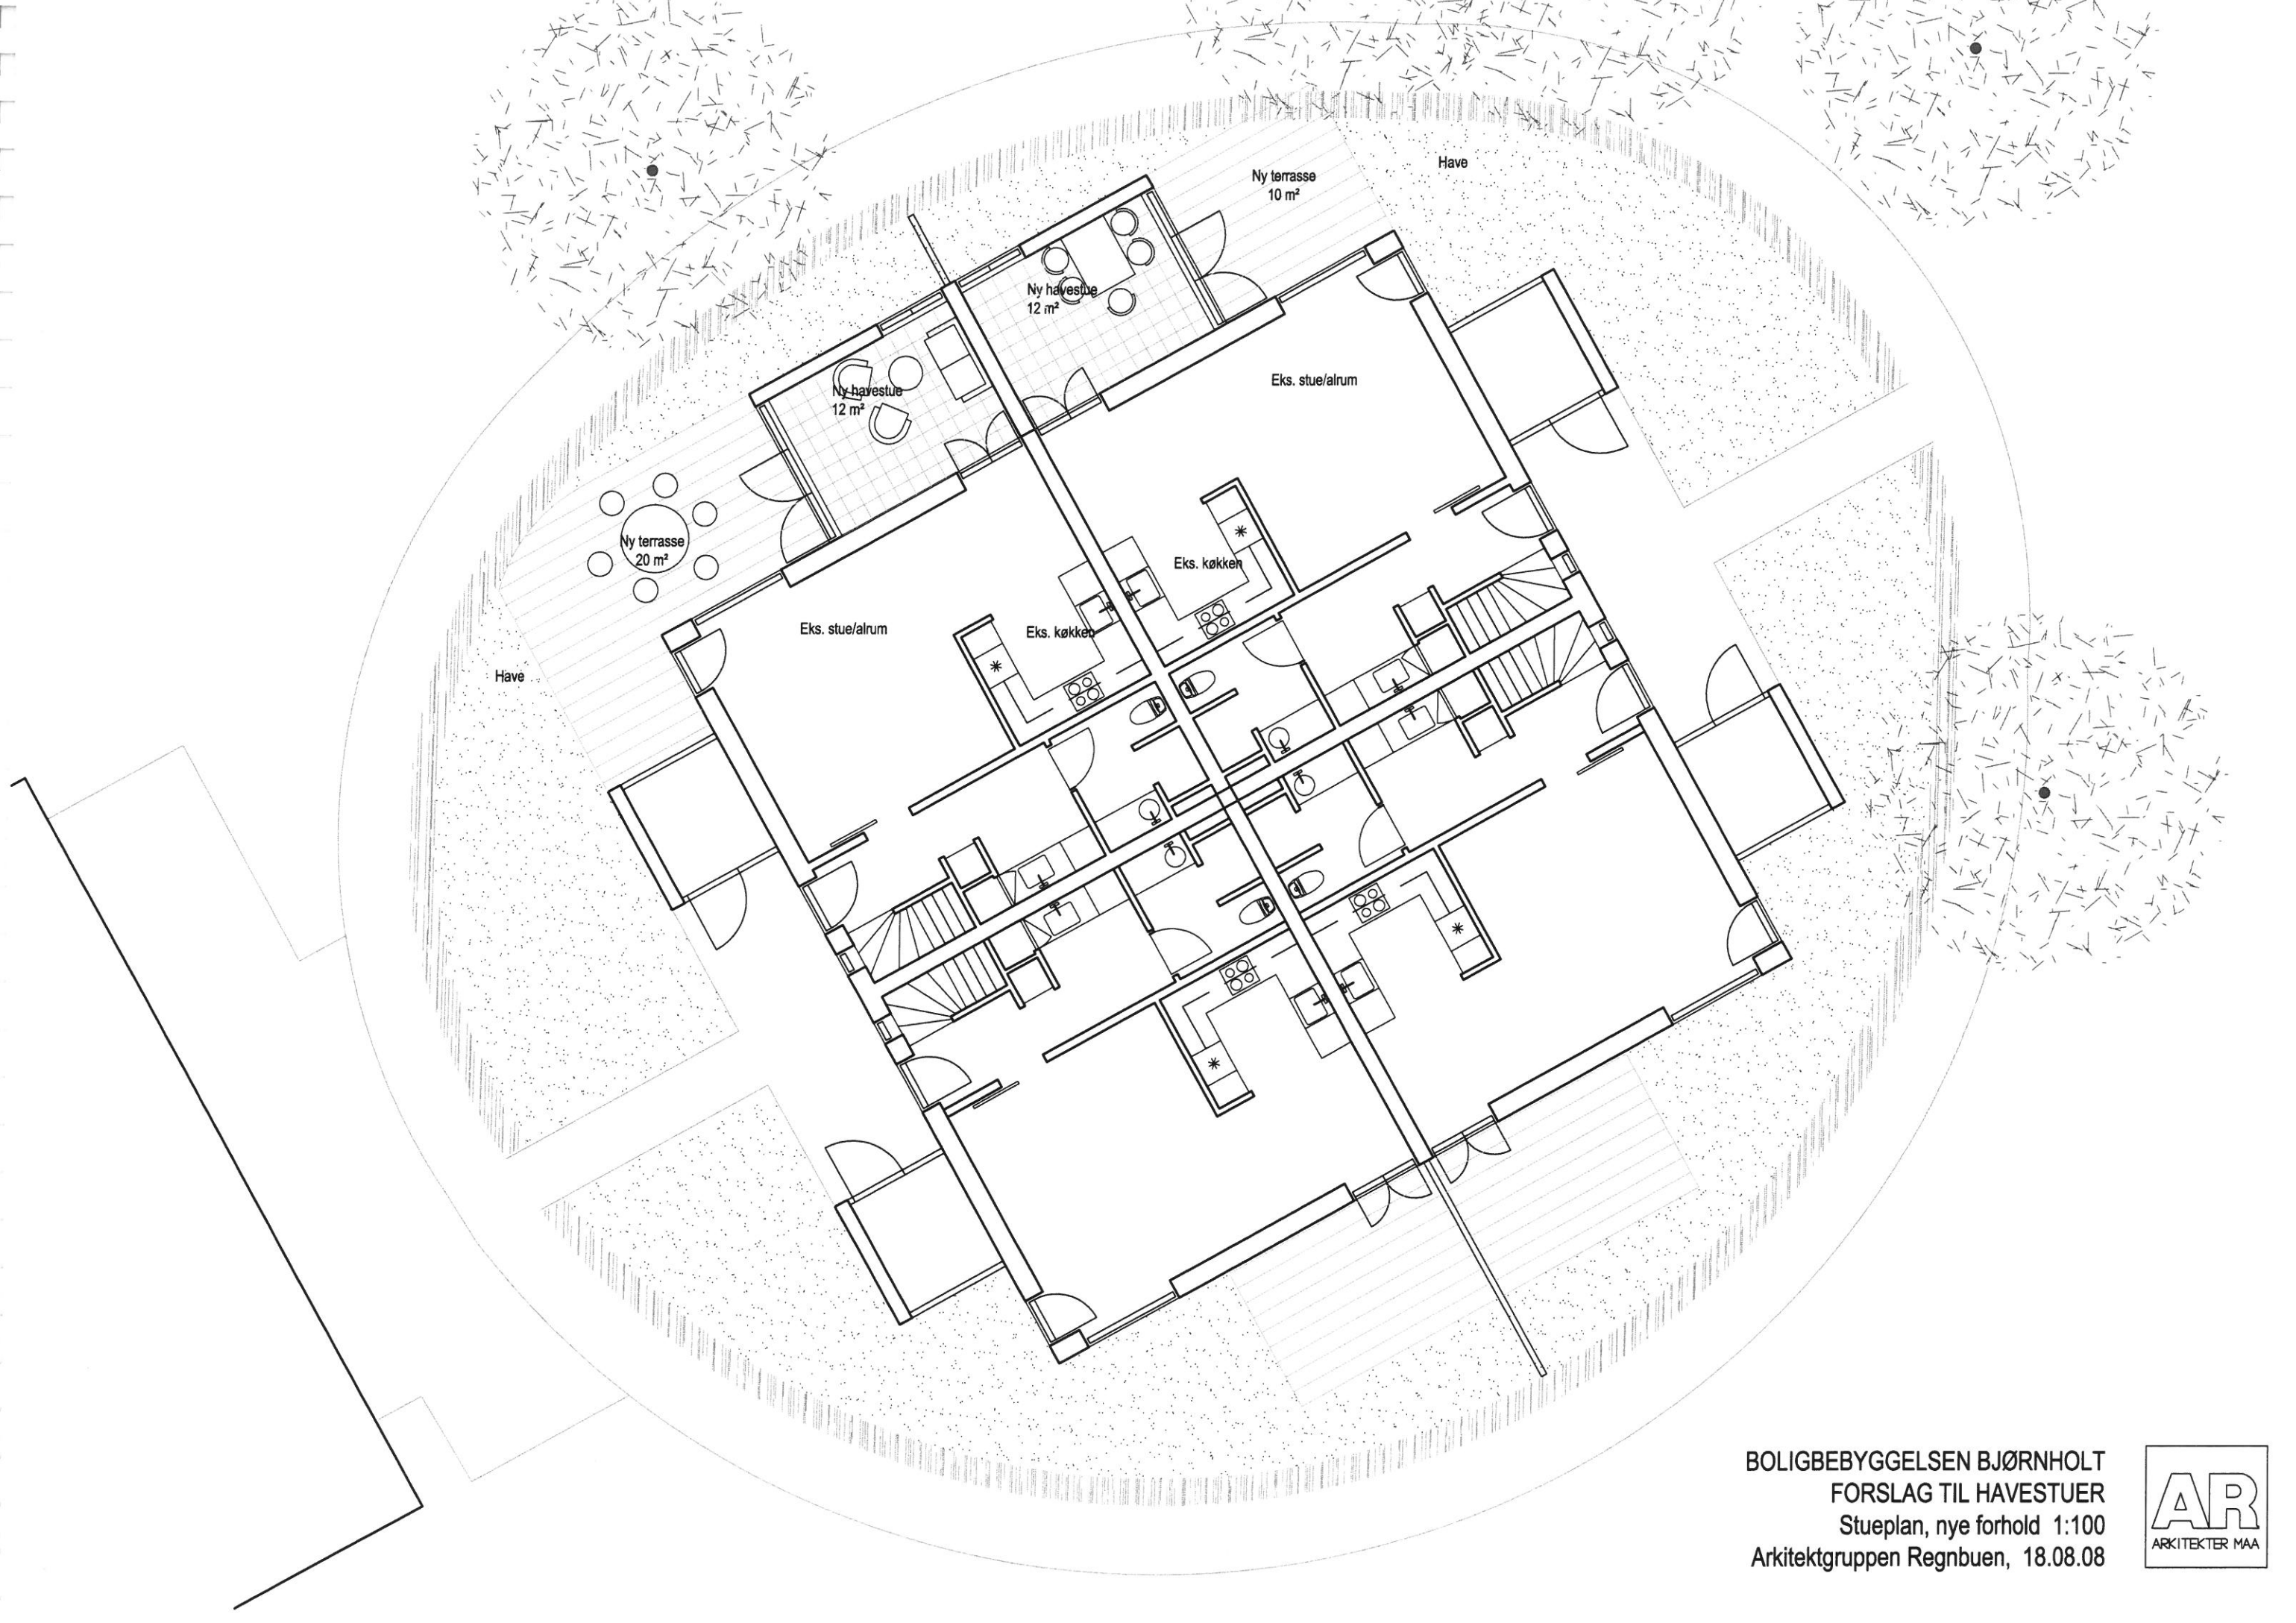 Have
Ny terrasse
10 m²
Ny havestue
12 m²
Eks. stue/alrum
Ny havestue
12 m²
Ny terrasse
20 m²
Eks. køkken
Eks. stue/alrum
Eks. køkken
Have
BOLIGBEBYGGELSEN BJØRNHOLT
FORSLAG TIL HAVESTUER
Stueplan, nye forhold 1:100
Arkitektgruppen Regnbuen, 18.08.08
AR
ARKITEKTER MAA